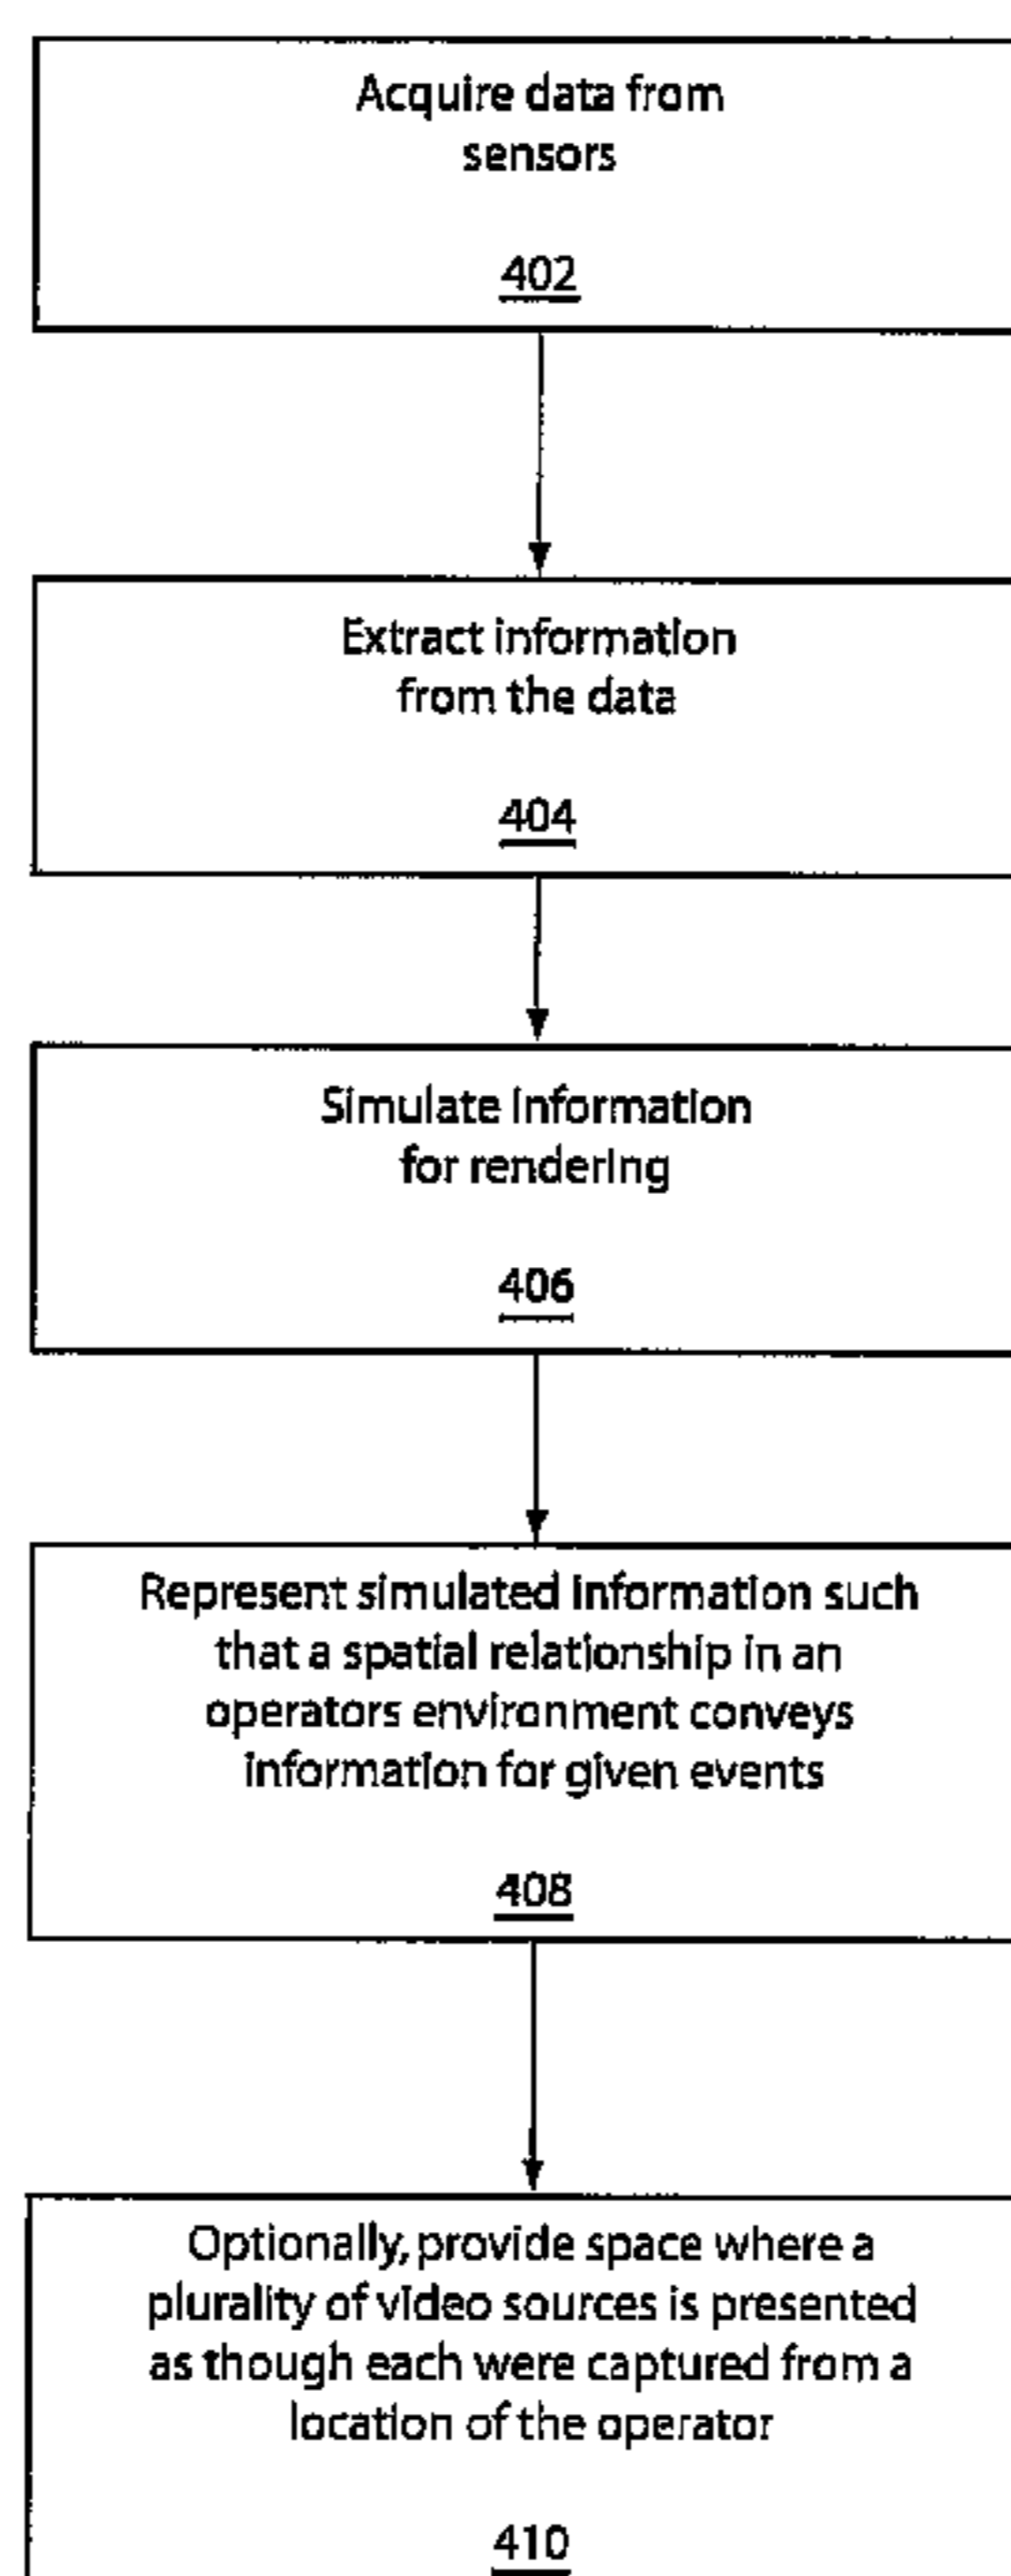 Acquire data from
sensors
402
Extract information
from the data
404
Simulate information
for rendering
406
Represent simulated information such
that a spatial relationship in an
operators environment conveys
information for given events
408
Optionally, provide space where a
plurality of video sources is presented
as though each were captured from a
location of the operator
410